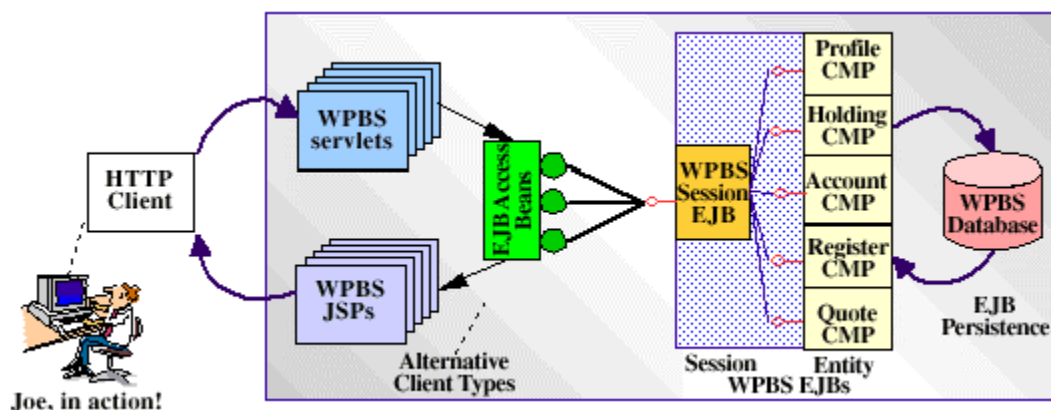 HTTP
Client
Joe, in action!
WPBS
servlets
WPBS
JSPs
EJB Access
Beans
Alternative
Client Types
WPBS
Session
EJB
Profile
CMP
Holding
CMP
Account
CMP
Register
CMP
Quote
CMP
Session Entity
WPBS EJBs
WPBS
Database
EJB
Persistence